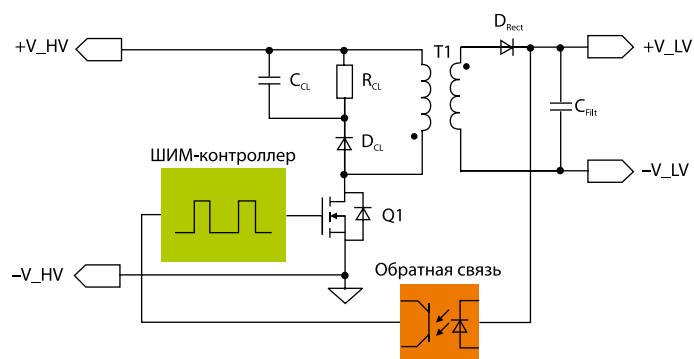 D_Rect
+V_HV
T1
+V_LV
C_CL
R_CL
C_Filt
D_CL
ШИМ-контроллер
−V_LV
Q1
−V_HV
Обратная связь